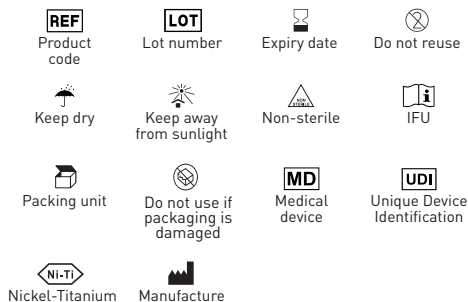 REF
LOT
Product
code
Lot number
Expiry date
Do not reuse
NON
STERILE
i
Keep dry
Keep away
from sunlight
Non-sterile
IFU
MD
UDI
Packing unit
Do not use if
packaging is
damaged
Medical
device
Unique Device
Identification
Ni-Ti
Nickel-Titanium
Manufacture